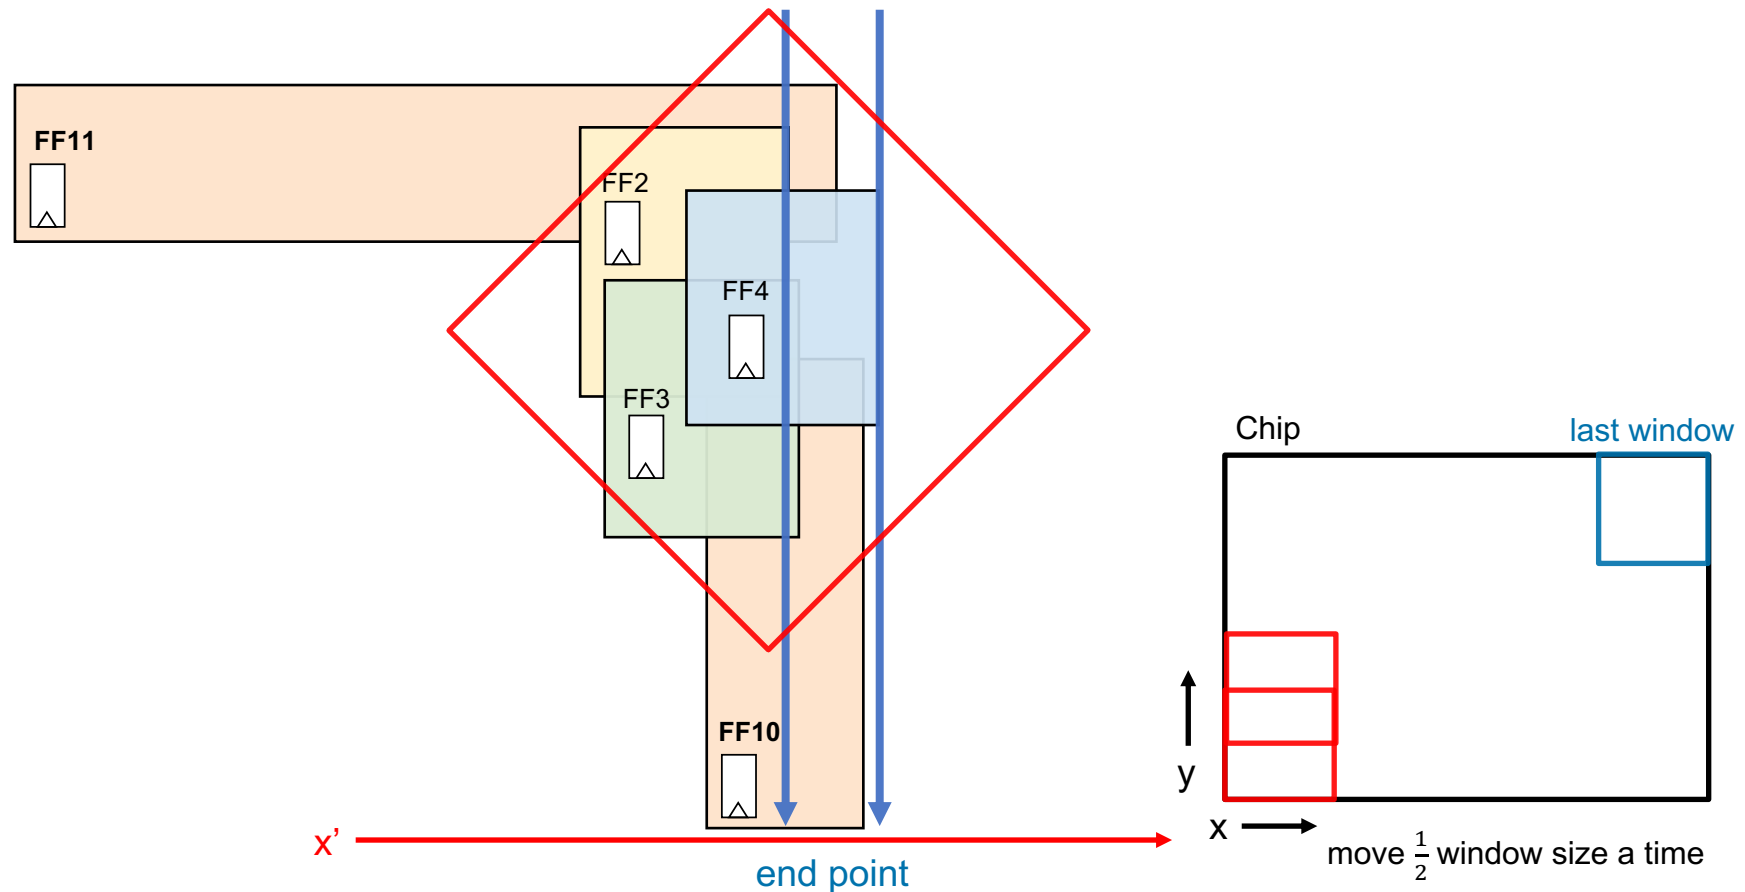 FF11
FF2
FF4
FF3
FF10
x’
end point
Chip
last window
y
x
move 1/2 window size a time